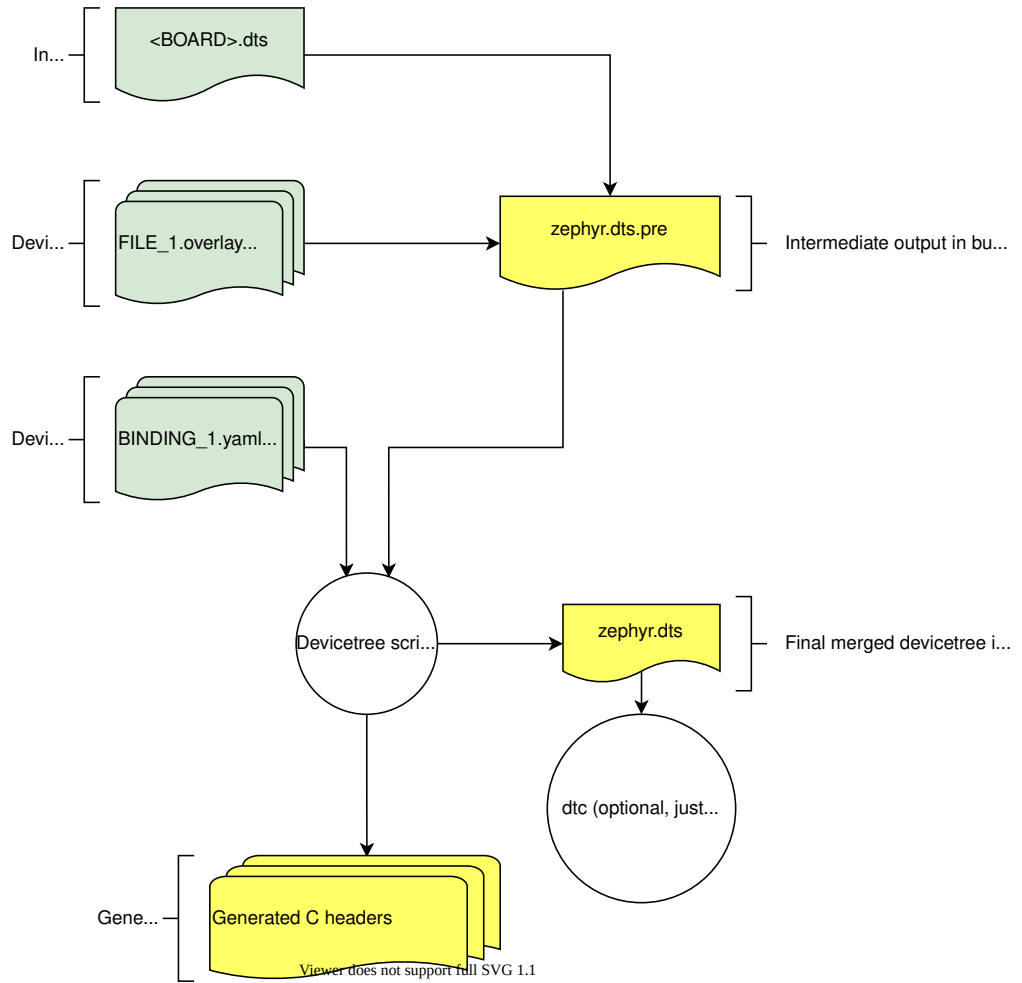 <BOARD>.dts
In...
Devi...
FILE_1.overlay...
zephyr.dts.pre
Intermediate output in bu...
Devi...
BINDING_1.yaml...
Devicetree scri...
zephyr.dts
Final merged devicetree i...
dtc (optional, just...
Gene...
Generated C headers
Viewer does not support full SVG 1.1